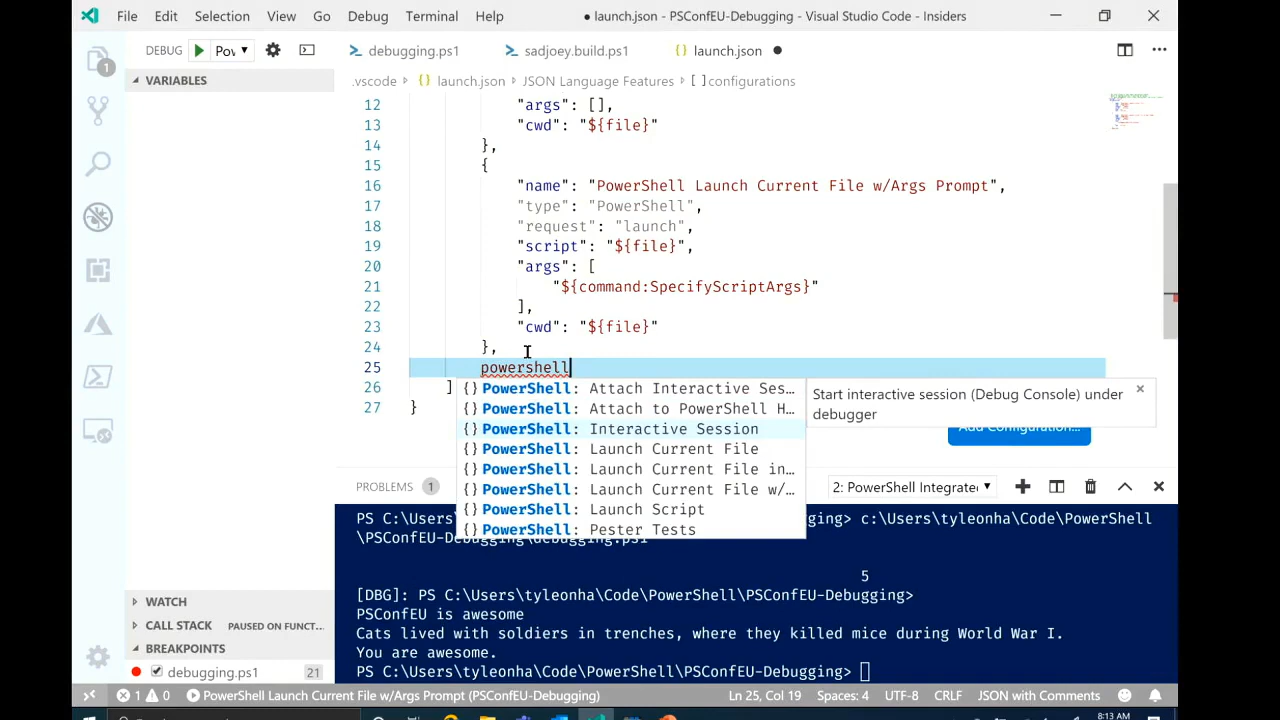 File Edit Selection View Go Debug Terminal Help ● launch.json - PSConfEU-Debugging - Visual Studio Code - Insiders
DEBUG Pov debugging.ps1 sadjoey.build.ps1 {} launch.json ●
VARIABLES
.vscode {} launch.json JSON Language Features [ ] configurations
1
12 "args": [],
13 "cwd": "${file}"
14 },
15 {
16 "name": "PowerShell Launch Current File w/Args Prompt",
17 "type": "PowerShell",
18 "request": "launch",
19 "script": "${file}",
20 "args": [
21 "${command:SpecifyScriptArgs}"
22 ],
23 "cwd": "${file}"
24 },
25 powershell
26 ]
27 }
{} PowerShell: Attach Interactive Ses…
{} PowerShell: Attach to PowerShell H…
{} PowerShell: Interactive Session
{} PowerShell: Launch Current File
{} PowerShell: Launch Current File in…
{} PowerShell: Launch Current File w/…
{} PowerShell: Launch Script
{} PowerShell: Pester Tests
Start interactive session (Debug Console) under
debugger
Add Configuration...
PROBLEMS 1 2: PowerShell Integrate
PS C:\Users ging> c:\Users\tyleonha\Code\PowerShell
\PSConfEU-Debugging\debugging.ps1
5
[DBG]: PS C:\Users\tyleonha\Code\PowerShell\PSConfEU-Debugging>
PSConfEU is awesome
Cats lived with soldiers in trenches, where they killed mice during World War I.
You are awesome.
PS C:\Users\tyleonha\Code\PowerShell\PSConfEU-Debugging>
WATCH
CALL STACK PAUSED ON FUNCT...
BREAKPOINTS
debugging.ps1 21
1 0 PowerShell Launch Current File w/Args Prompt (PSConfEU-Debugging) Ln 25, Col 19 Spaces: 4 UTF-8 CRLF JSON with Comments
8:13 AM